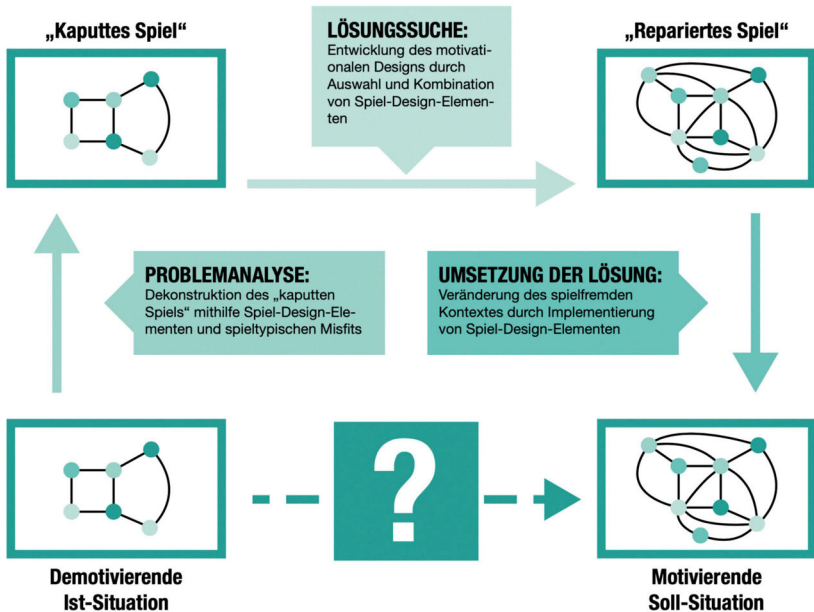 „Kaputtes Spiel“
LÖSUNGSSUCHE:
Entwicklung des motivati-
onalen Designs durch
Auswahl und Kombination
von Spiel-Design-Elemen-
ten
„Repariertes Spiel“
PROBLEMANALYSE:
Dekonstruktion des „kaputten
Spiels“ mithilfe Spiel-Design-Ele-
menten und spieltypischen Misfits
UMSETZUNG DER LÖSUNG:
Veränderung des spielfremden
Kontextes durch Implementierung
von Spiel-Design-Elementen
?
Demotivierende
Ist-Situation
Motivierende
Soll-Situation